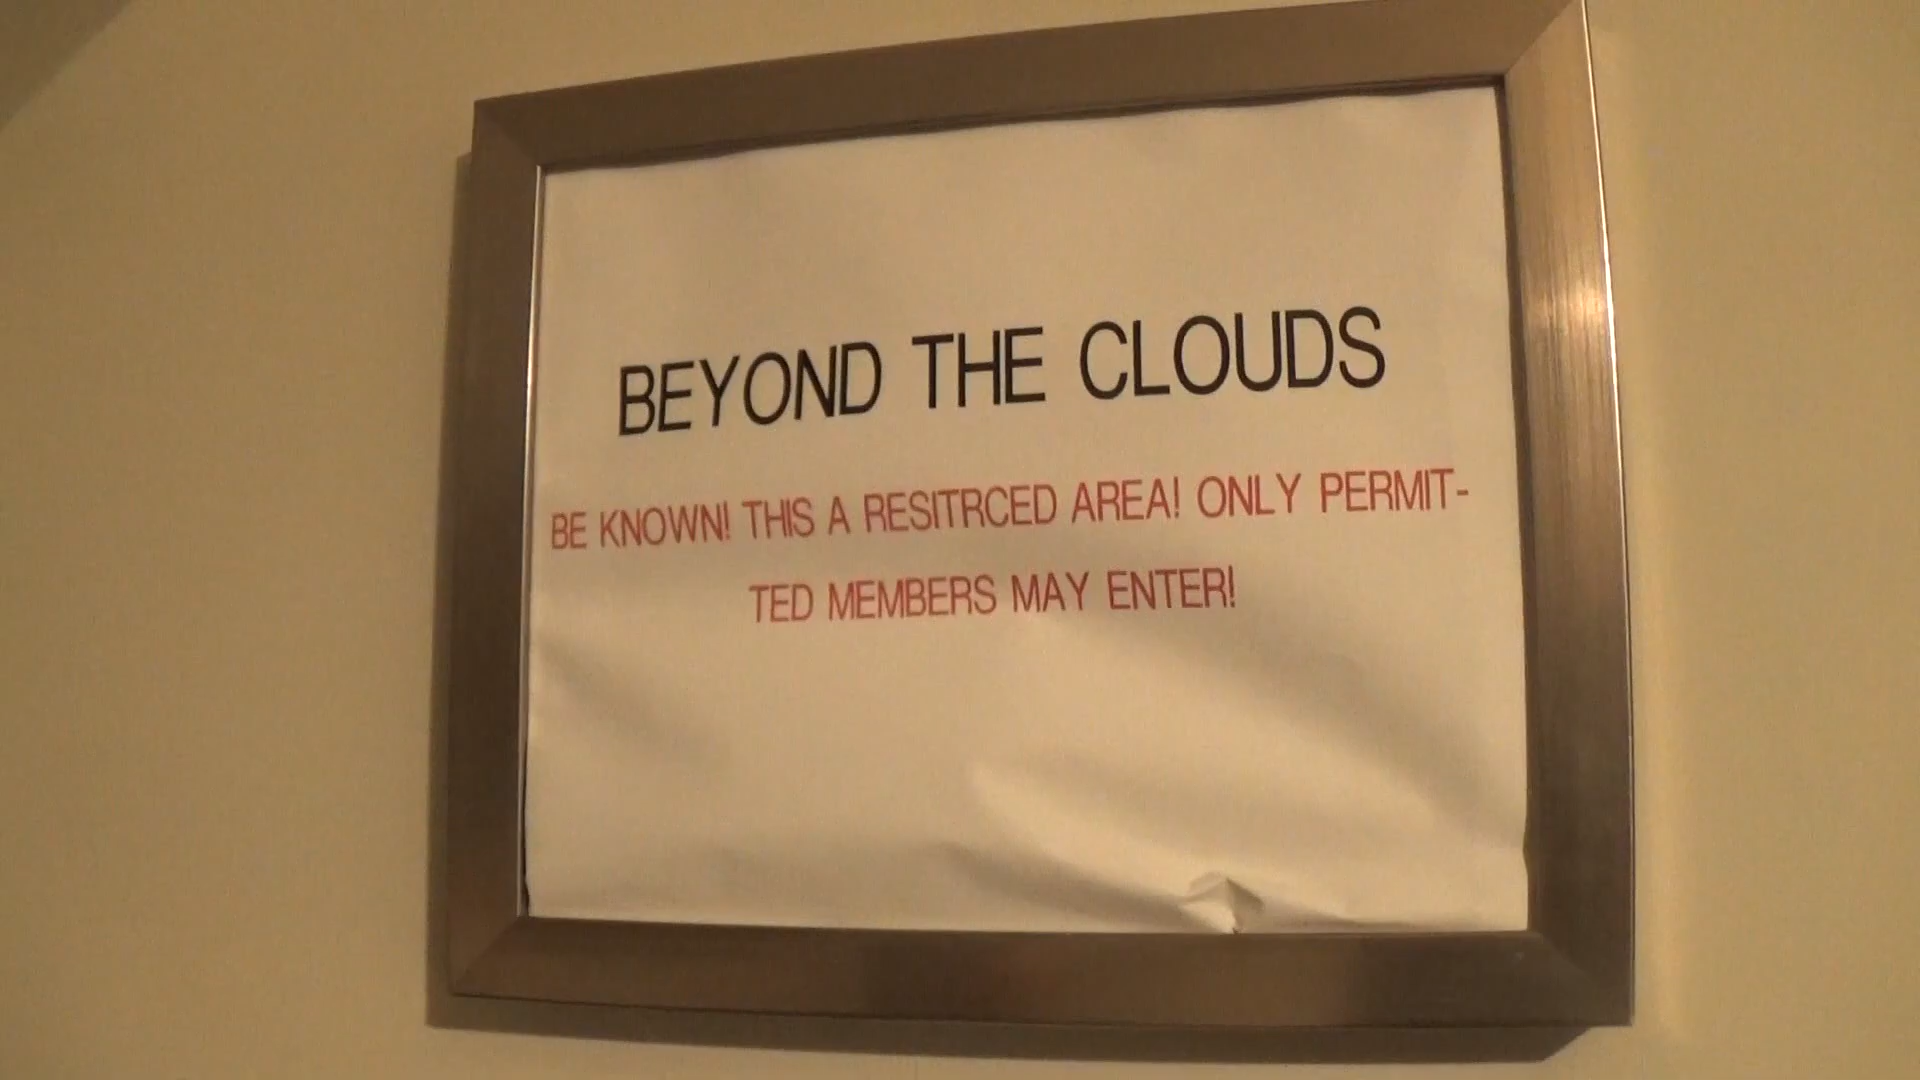 BEYOND THE CLOUDS
BE KNOWN! THIS A RESITRCED AREA! ONLY PERMIT-
TED MEMBERS MAY ENTER!